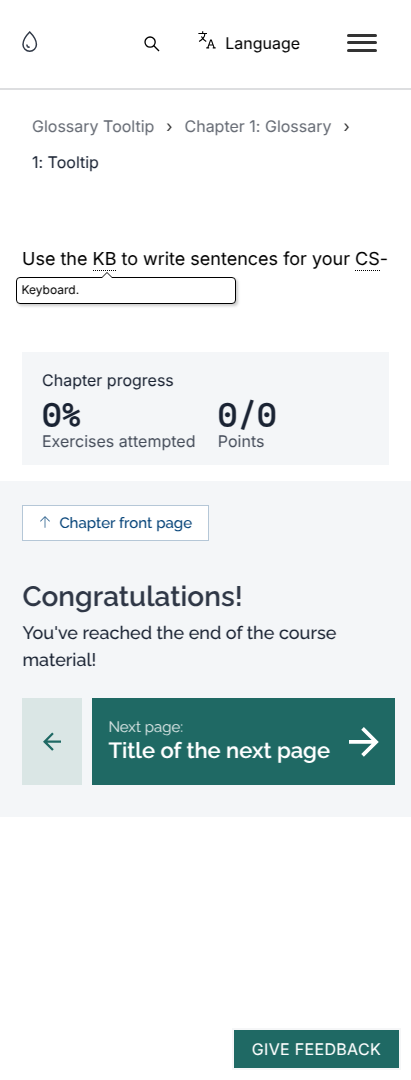 Language
Glossary Tooltip › Chapter 1: Glossary ›
1: Tooltip
Use the KB to write sentences for your CS-
Keyboard.
Chapter progress
0% 0/0
Exercises attempted Points
↑ Chapter front page
Congratulations!
You've reached the end of the course
material!
Next page:
Title of the next page
GIVE FEEDBACK